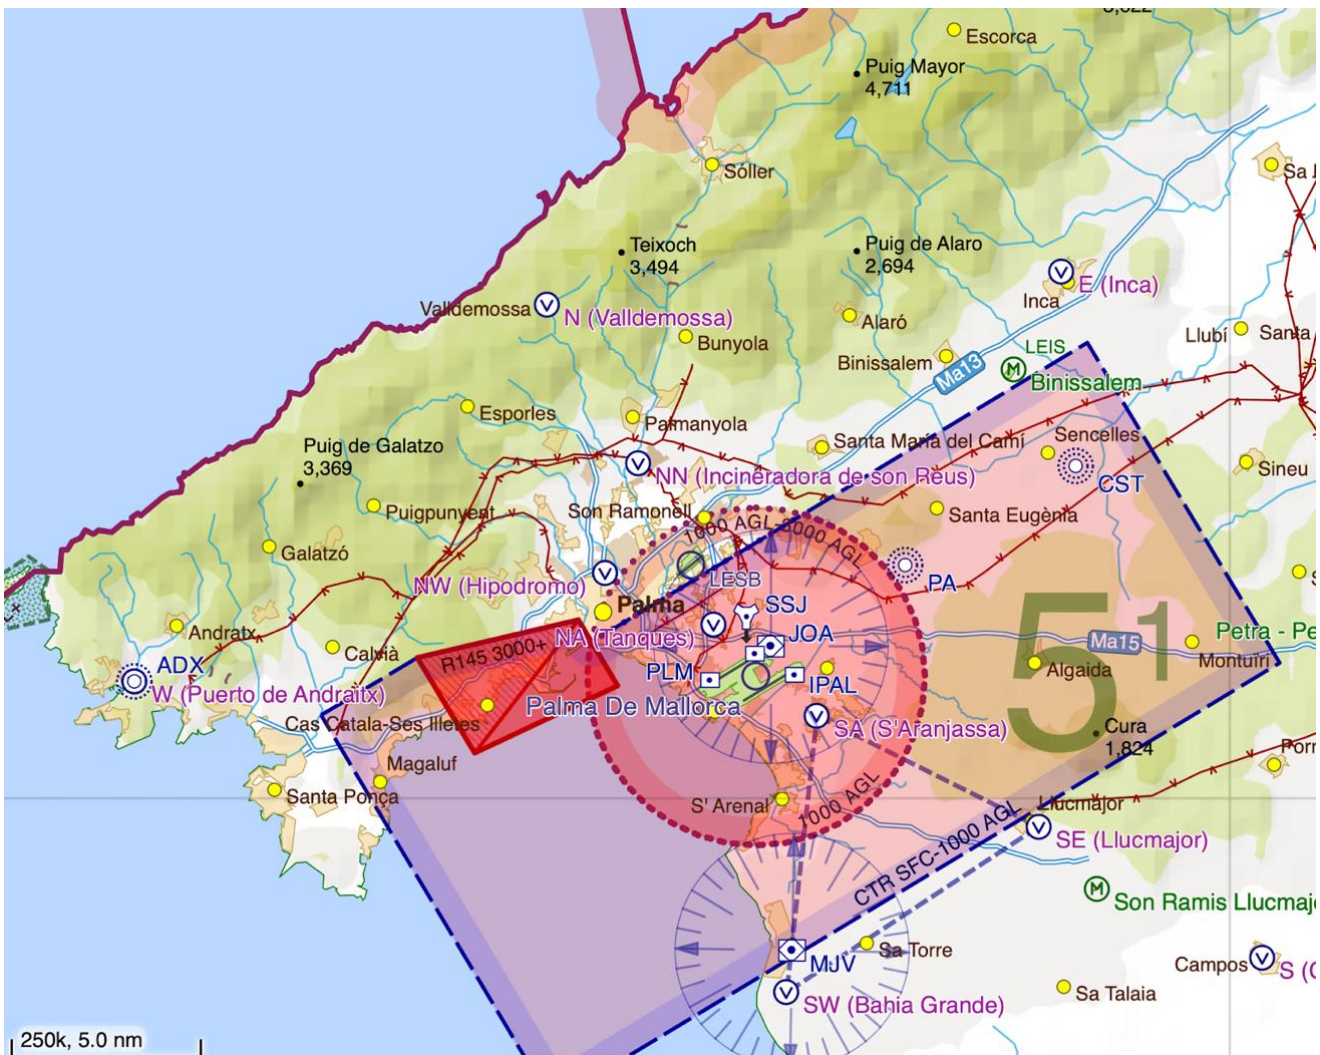 Escorca
Puig Mayor
4,711
Sóller
Teixoch
3,494
Puig de Alaro
2,694
E (Inca)
Inca
Valldemossa
N (Valldemossa)
Alaró
Bunyola
Llubí
Santa
Binissalem
Ma13
LEIS
Binissalem
Esporles
Palmanyola
Puig de Galatzo
3,369
Santa María del Camí
Sencelles
Sineu
NN (Incineradora de son Reus)
CST
Puigpunyent
Son Ramonell
Santa Eugènia
1000 AGL-3000 AGL
Galatzó
LESB
NW (Hipodromo)
PA
Palma
SSJ
51
Andratx
NA (Tanques)
JOA
Ma15
Petra - Pe
Montuïri
Calvià
R145 3000+
ADX
W (Puerto de Andraitx)
PLM
IPAL
Algaida
Palma De Mallorca
Cas Catala-Ses Illetes
SA (S'Aranjassa)
Cura
1,824
Magaluf
Santa Ponça
S' Arenal
1000 AGL
Llucmajor
CTR SFC-1000 AGL
SE (Llucmajor)
Son Ramis Llucmaj
Sa Torre
MJV
Campos
S (
SW (Bahia Grande)
Sa Talaia
250k, 5.0 nm